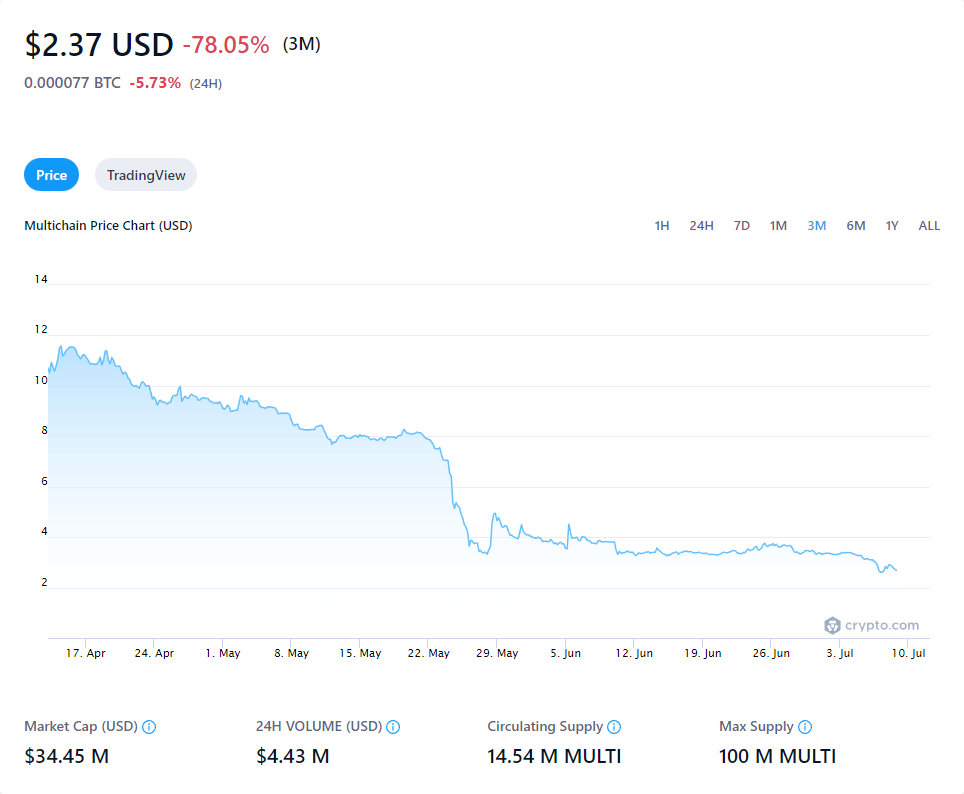 $2.37 USD -78.05% (3M)
0.000077 BTC -5.73% (24H)
Price TradingView
Multichain Price Chart (USD) 1H 24H 7D 1M 3M 6M 1Y ALL
14
12
10
8
6
4
2
crypto.com
17. Apr 24. Apr 1. May 8. May 15. May 22. May 29. May 5. Jun 12. Jun 19. Jun 26. Jun 3. Jul 10. Jul
Market Cap (USD) 24H VOLUME (USD) Circulating Supply Max Supply
$34.45 M $4.43 M 14.54 M MULTI 100 M MULTI